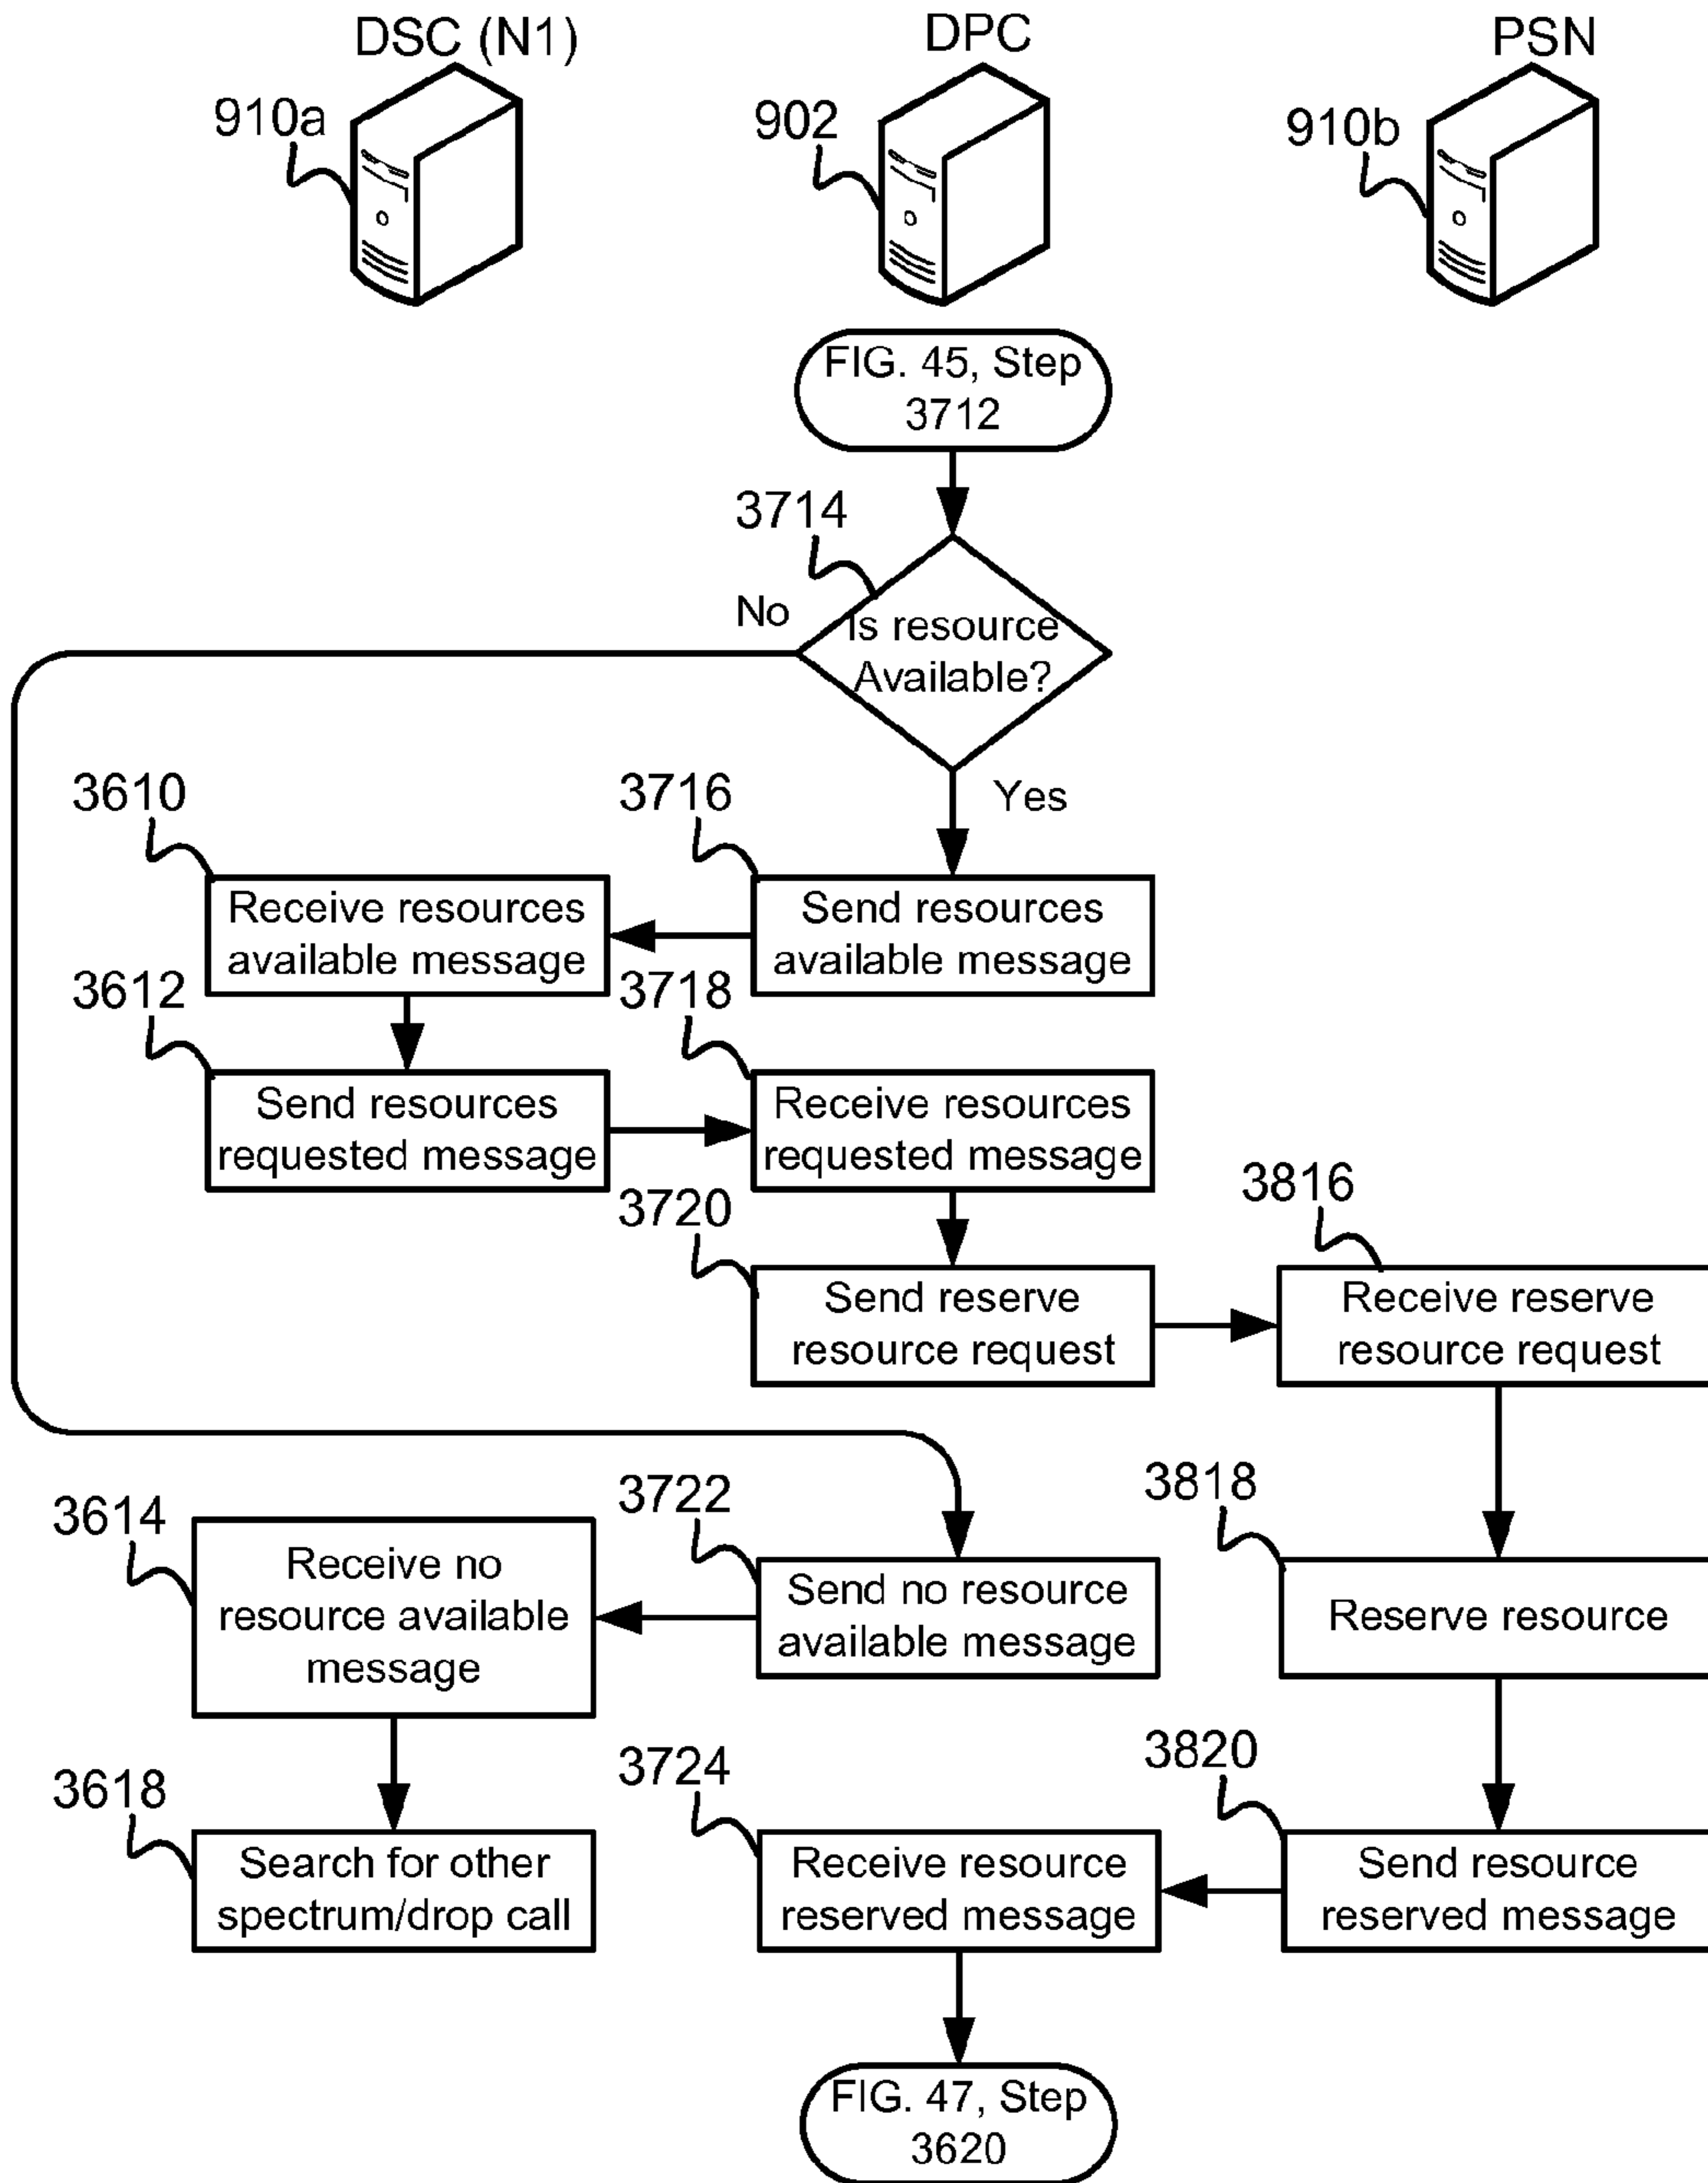 DSC (N1)
DPC
PSN
910a
902
910b
FIG. 45, Step
3712
3714
No
Is resource
Available?
Yes
3610
3716
Receive resources
available message
Send resources
available message
3612
3718
Send resources
requested message
Receive resources
requested message
3720
3816
Send reserve
resource request
Receive reserve
resource request
3614
3722
3818
Receive no
resource available
message
Send no resource
available message
Reserve resource
3618
3724
3820
Search for other
spectrum/drop call
Receive resource
reserved message
Send resource
reserved message
FIG. 47, Step
3620